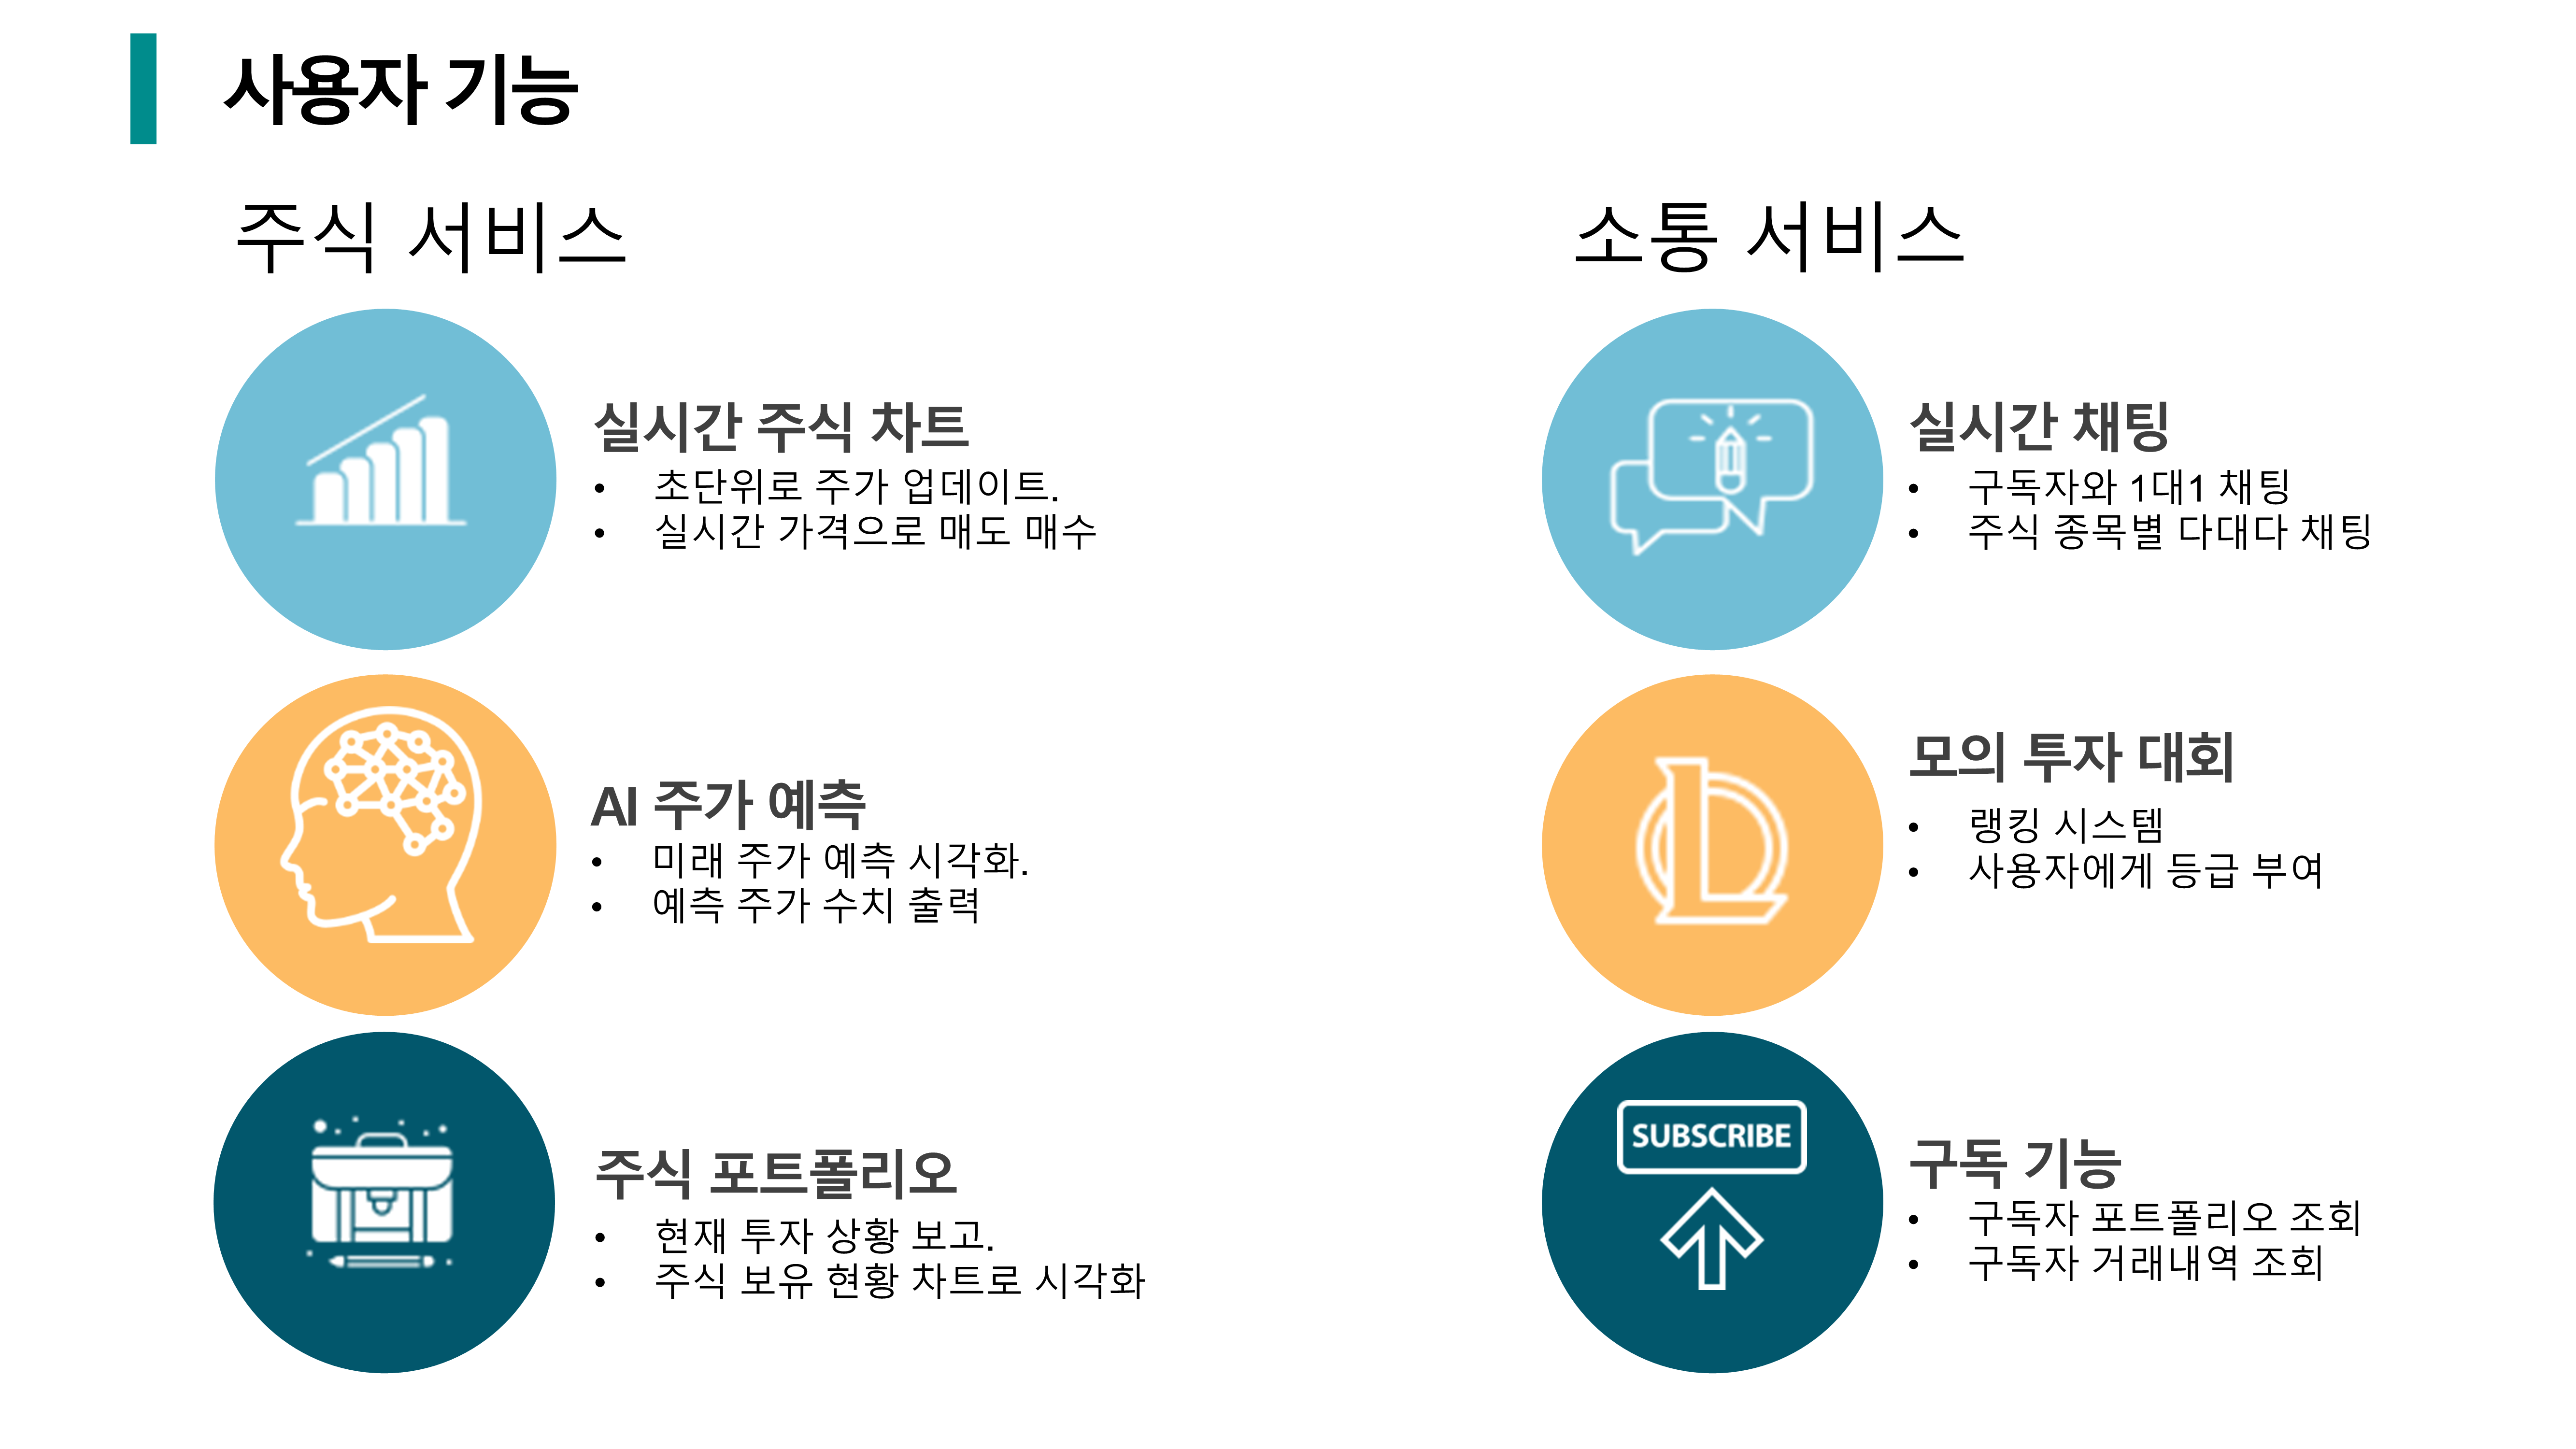 사용자 기능
주식 서비스
실시간 주식 차트
• 초단위로 주가 업데이트.
• 실시간 가격으로 매도 매수
AI 주가 예측
• 미래 주가 예측 시각화.
• 예측 주가 수치 출력
주식 포트폴리오
• 현재 투자 상황 보고.
• 주식 보유 현황 차트로 시각화
소통 서비스
실시간 채팅
• 구독자와 1대1 채팅
• 주식 종목별 다대다 채팅
모의 투자 대회
• 랭킹 시스템
• 사용자에게 등급 부여
SUBSCRIBE
구독 기능
• 구독자 포트폴리오 조회
• 구독자 거래내역 조회